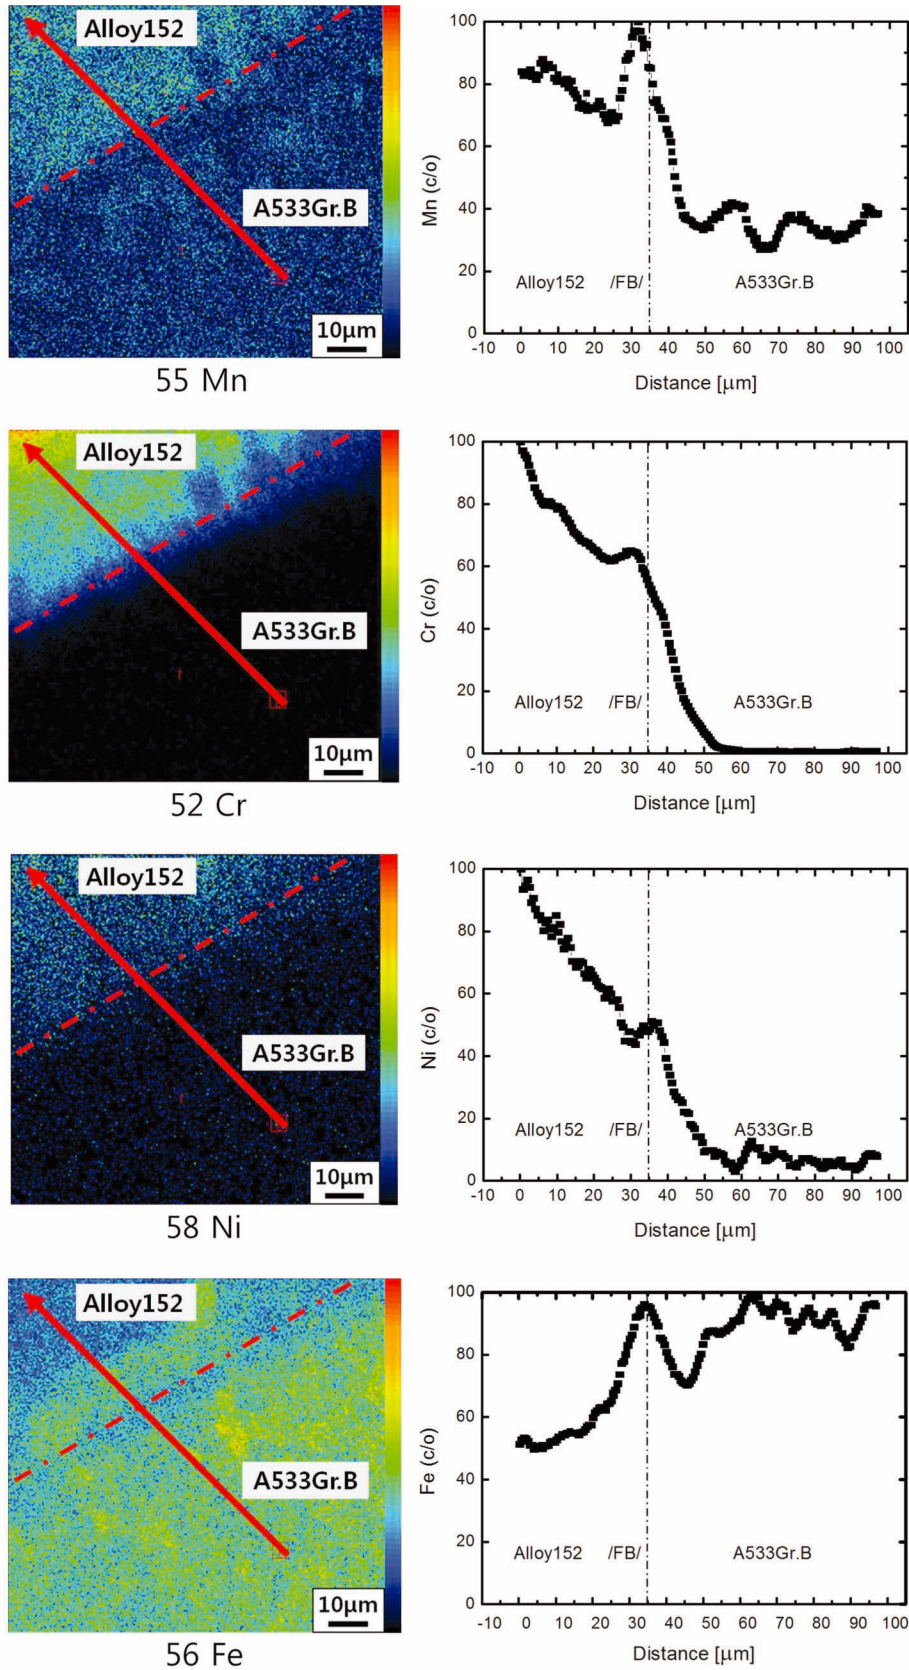 Alloy152
A533Gr.B
10μm
55 Mn
100
80
60
40
20
0
Mn (c/o)
Alloy152 /FB/ A533Gr.B
-10 0 10 20 30 40 50 60 70 80 90 100
Distance [μm]
Alloy152
A533Gr.B
10μm
52 Cr
100
80
60
40
20
0
Cr (c/o)
Alloy152 /FB/ A533Gr.B
-10 0 10 20 30 40 50 60 70 80 90 100
Distance [μm]
Alloy152
A533Gr.B
10μm
58 Ni
100
80
60
40
20
0
Ni (c/o)
Alloy152 /FB/ A533Gr.B
-10 0 10 20 30 40 50 60 70 80 90 100
Distance [μm]
Alloy152
A533Gr.B
10μm
56 Fe
100
80
60
40
20
0
Fe (c/o)
Alloy152 /FB/ A533Gr.B
-10 0 10 20 30 40 50 60 70 80 90 100
Distance [μm]